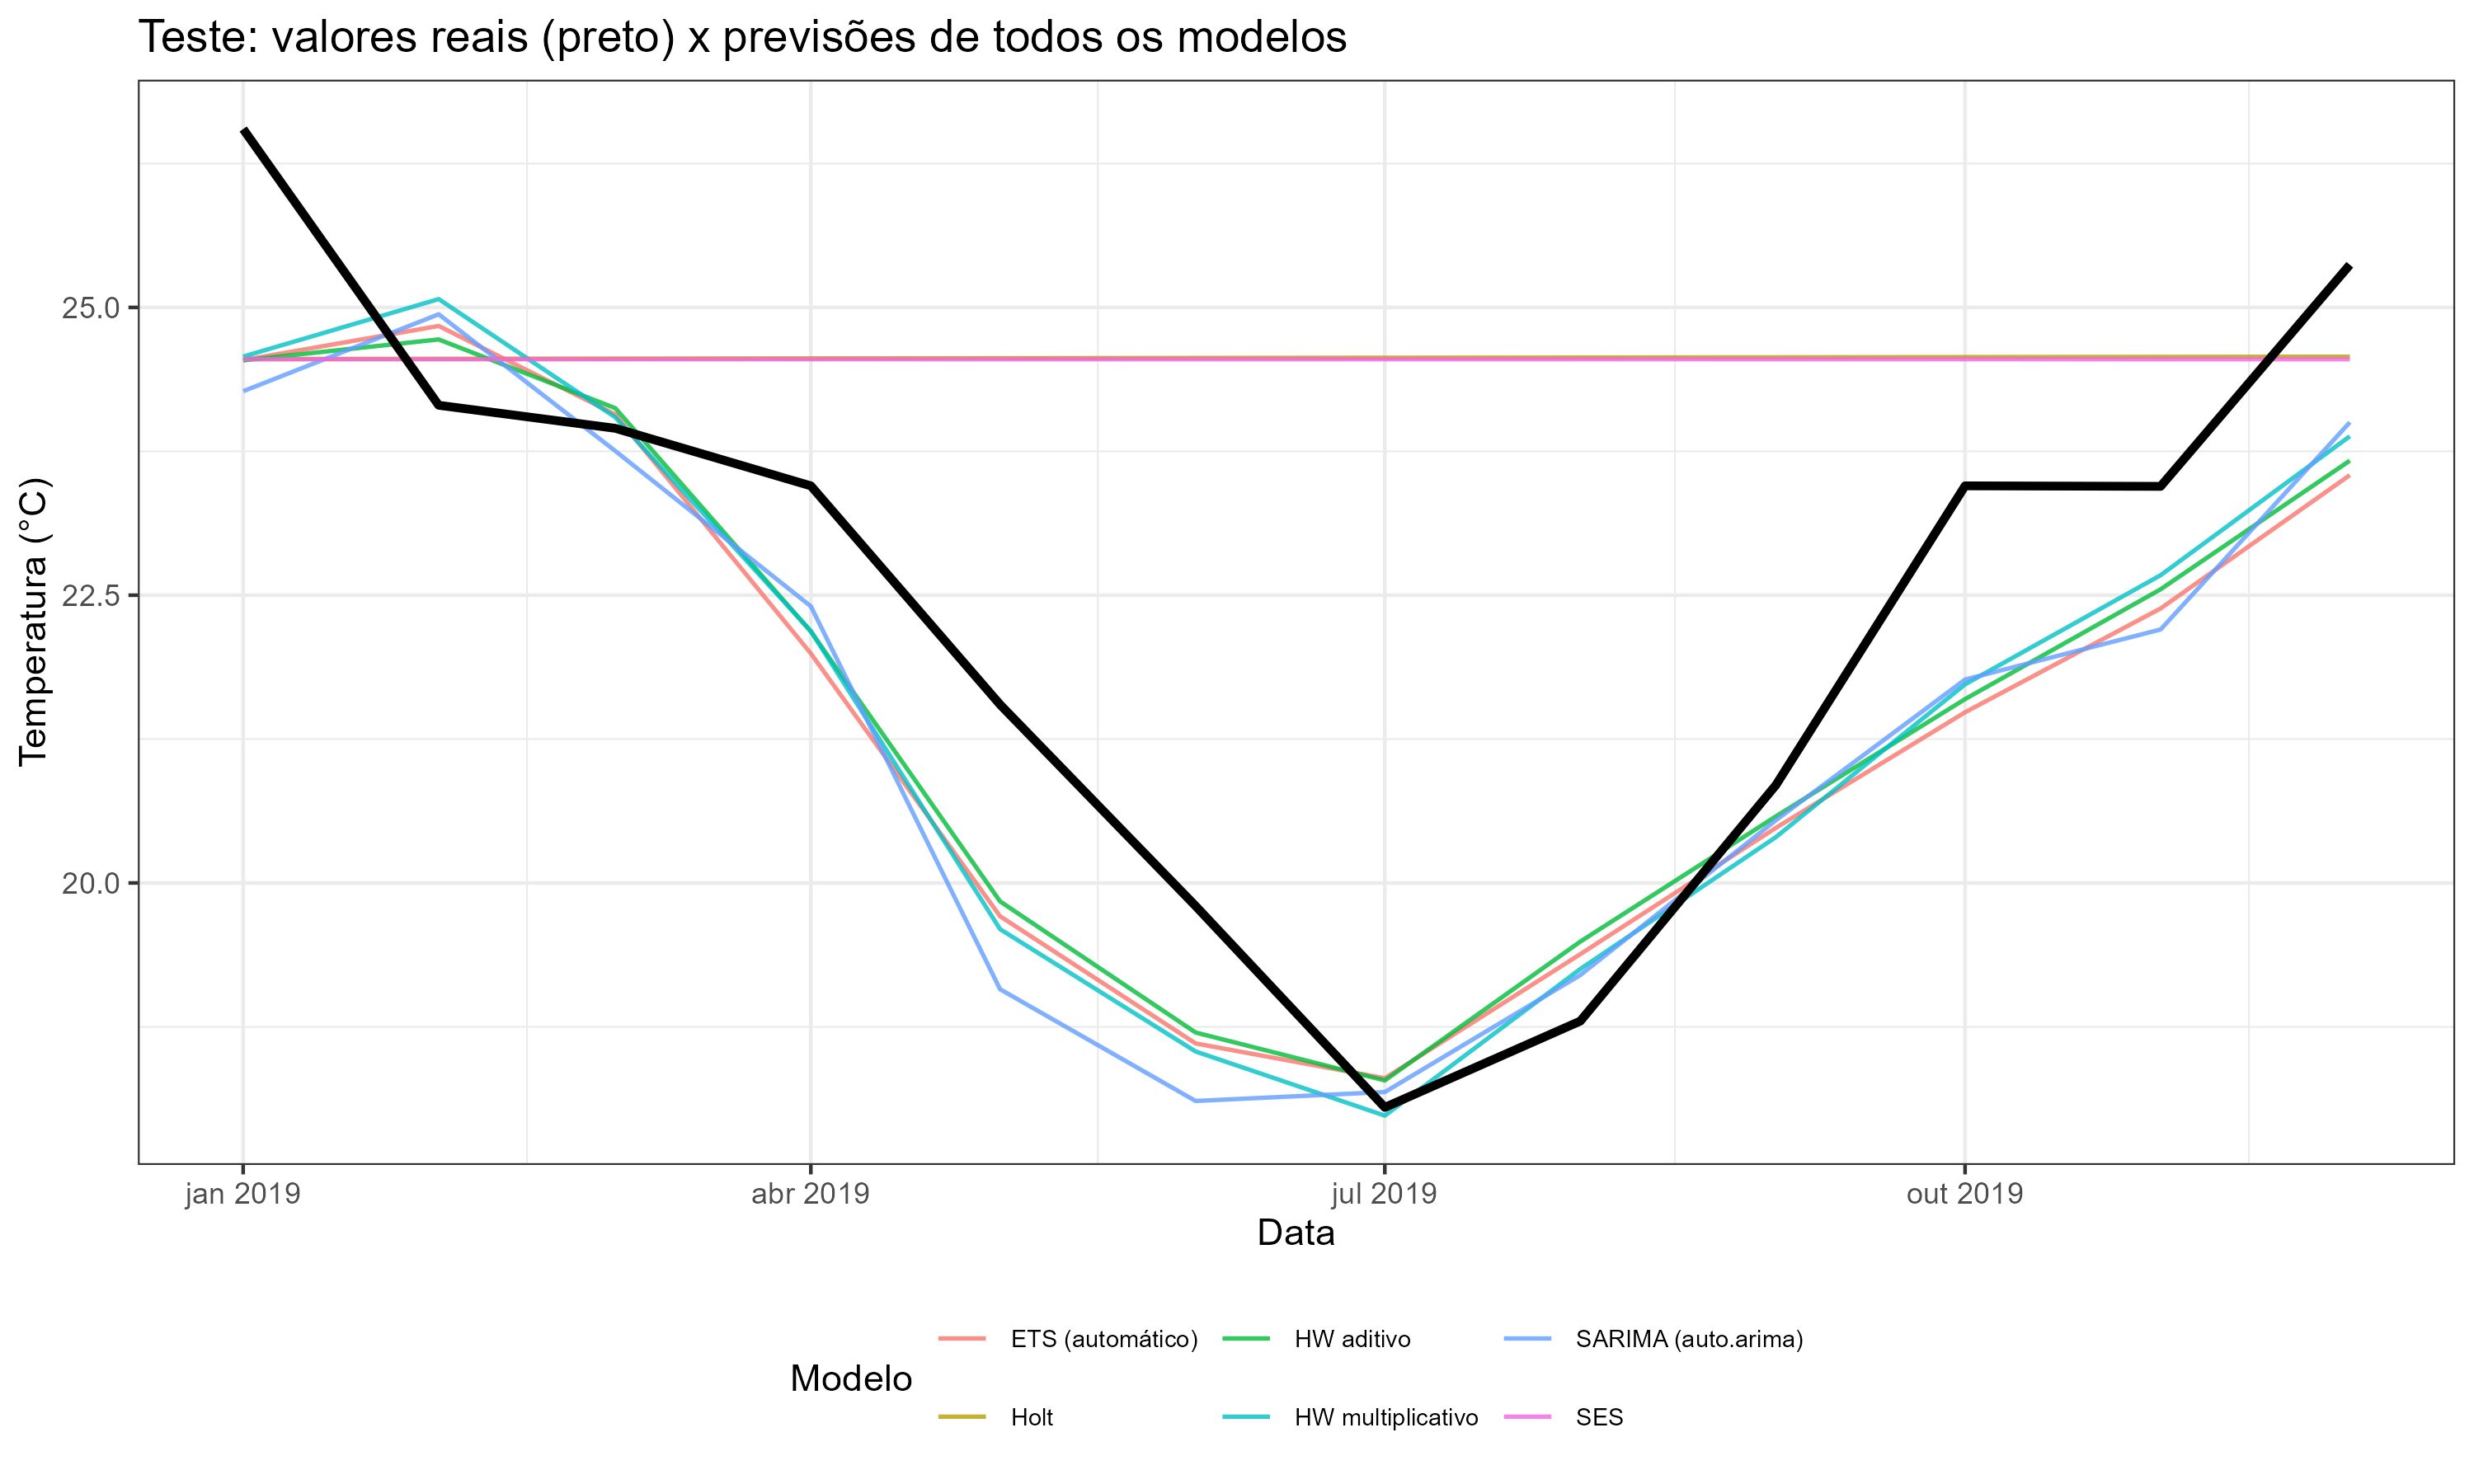 Teste: valores reais (preto) x previsões de todos os modelos
Temperatura (°C)
25.0
22.5
20.0
jan 2019
abr 2019
jul 2019
out 2019
Data
Modelo
ETS (automático)
HW aditivo
SARIMA (auto.arima)
Holt
HW multiplicativo
SES